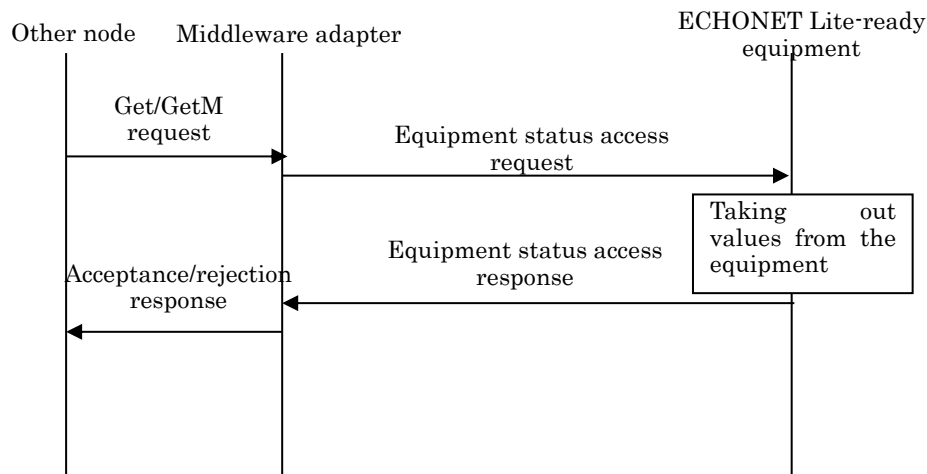 Other node
Middleware adapter
ECHONET Lite-ready
equipment
Get/GetM
request
Equipment status access
request
Taking out
values from the
equipment
Equipment status access
response
Acceptance/rejection
response